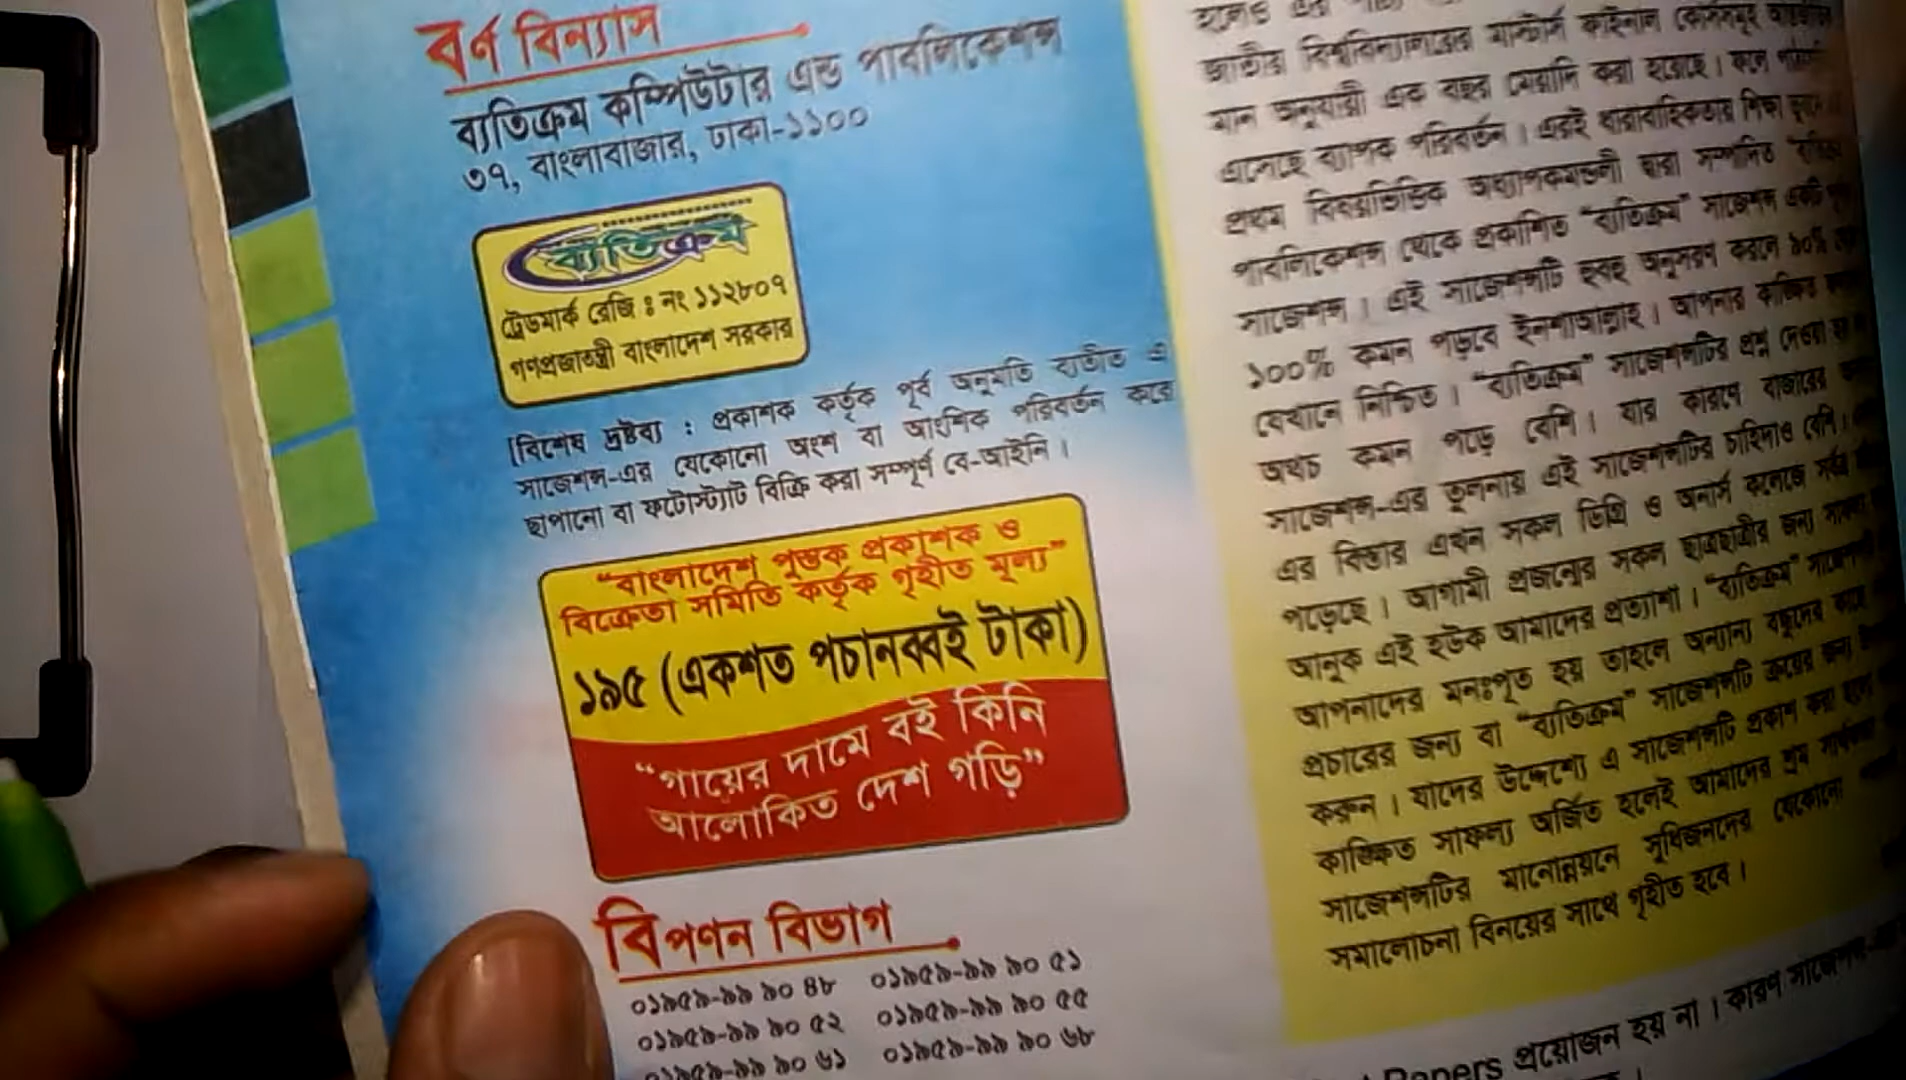 বর্ণ বিন্যাস
ব্যতিক্রম কম্পিউটার এন্ড পাবলিকেশন্স
৩৭, বাংলাবাজার, ঢাকা-১১০০
ব্যতিক্রম
ট্রেডমার্ক রেজি : নং ১১২৮০৭
গণপ্রজাতন্ত্রী বাংলাদেশ সরকার
[বিশেষ দ্রষ্টব্য : প্রকাশক কর্তৃক পূর্ব অনুমতি ব্যতীত এ
সাজেশন্স-এর যেকোনো অংশ বা আংশিক পরিবর্তন করে
ছাপানো বা ফটোস্ট্যাট বিক্রি করা সম্পূর্ণ বে-আইনি ।
“বাংলাদেশ পুস্তক প্রকাশক ও
বিক্রেতা সমিতি কর্তৃক গৃহীত মূল্য”
১৯৫ (একশত পচানব্বই টাকা)
“গায়ের দামে বই কিনি
আলোকিত দেশ গড়ি”
বিপণন বিভাগ
০১৯৫৯-৯৯ ৯০ ৪৮ ০১৯৫৯-৯৯ ৯০ ৫১
০১৯৫৯-৯৯ ৯০ ৫২ ০১৯৫৯-৯৯ ৯০ ৫৫
০১৯৫৯-৯৯ ৯০ ৬১ ০১৯৫৯-৯৯ ৯০ ৬৮
জাতীয় বিশ্ববিদ্যালয়ের মাস্টার্স ফাইনাল কোর্সসমূহ
মান অনুযায়ী এক বছর মেয়াদি করা হয়েছে । ফলে
এসেছে ব্যাপক পরিবর্তন । এরই ধারাবাহিকতায় শিক্ষা
প্রথম বিষয়ভিত্তিক অধ্যাপকমণ্ডলী দ্বারা সম্পাদিত
পাবলিকেশন্স থেকে প্রকাশিত “ব্যতিক্রম” সাজেশন্স একটি
সাজেশন্স । এই সাজেশন্সটি হুবহু অনুসরণ করলে ৯০%
১০০% কমন পড়বে ইনশাআল্লাহ । আপনার কাঙ্ক্ষিত
যেখানে নিশ্চিত । “ব্যতিক্রম” সাজেশন্সটির প্রশ্ন দেওয়া
অথচ কমন পড়ে বেশি । যার কারণে বাজারের
সাজেশন্স-এর তুলনায় এই সাজেশন্সটির চাহিদাও বেশি ।
এর বিস্তার এখন সকল ডিগ্রি ও অনার্স কলেজে
পড়েছে । আগামী প্রজন্মের সকল ছাত্রছাত্রীর জন্য
আনুক এই হউক আমাদের প্রত্যাশা । “ব্যতিক্রম”
আপনাদের মনঃপূত হয় তাহলে অন্যান্য বন্ধুদের কাছে
প্রচারের জন্য বা “ব্যতিক্রম” সাজেশন্সটি ক্রয়ের জন্য
করুন । যাদের উদ্দেশ্যে এ সাজেশন্সটি প্রকাশ করা হলো
কাঙ্ক্ষিত সাফল্য অর্জিত হলেই আমাদের শ্রম
সাজেশন্সটির মানোন্নয়নে সুধিজনদের যেকোনো
সমালোচনা বিনয়ের সাথে গৃহীত হবে ।
Papers প্রয়োজন হয় না । কারণ